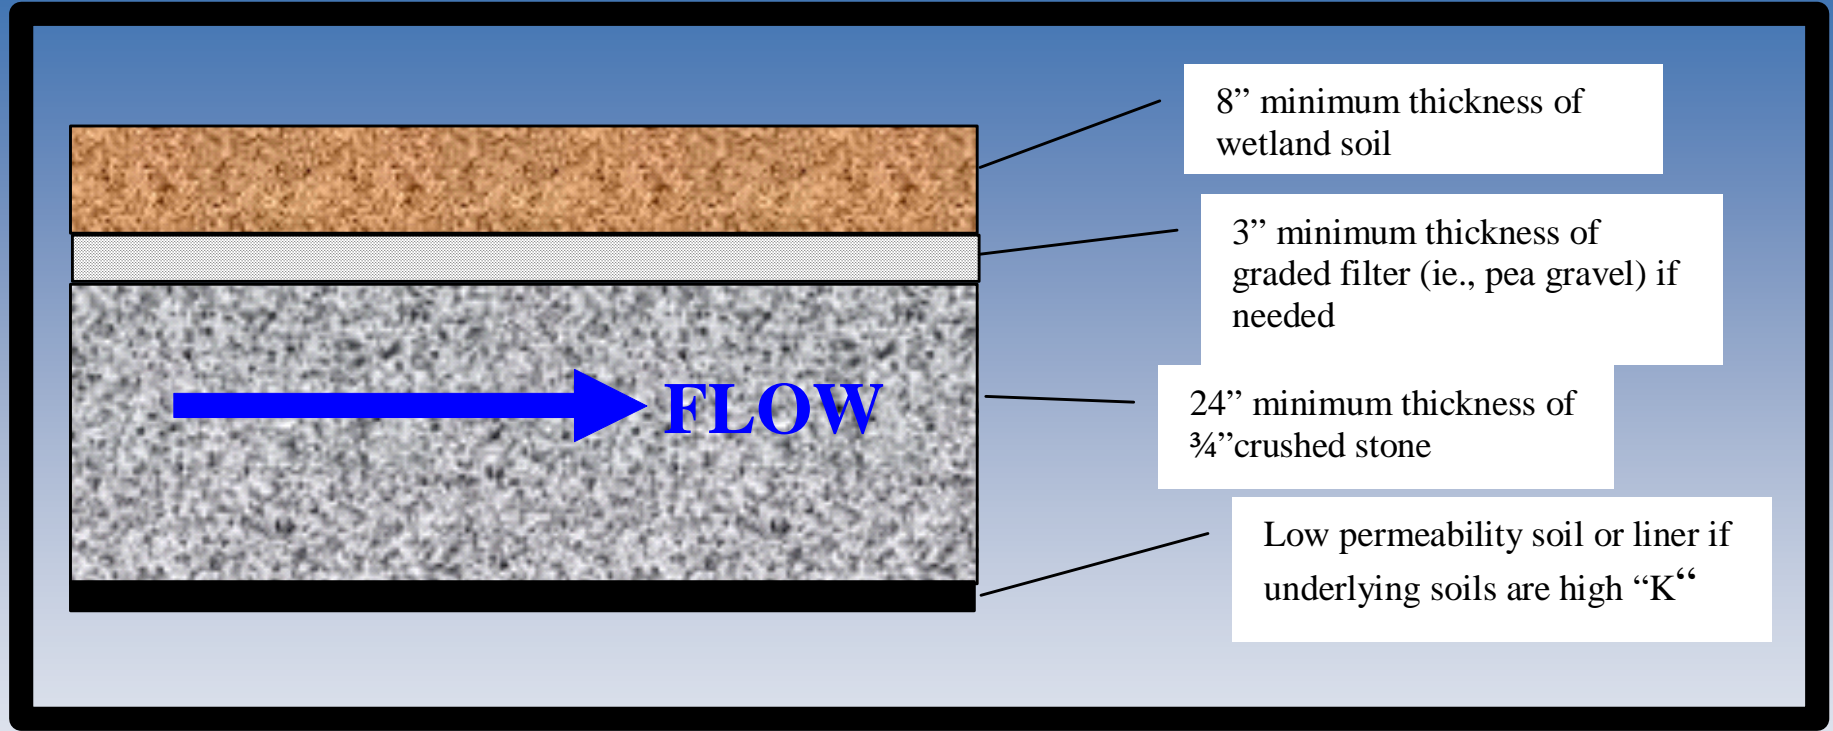 8” minimum thickness of
wetland soil
3” minimum thickness of
graded filter (ie., pea gravel) if
needed
FLOW
24” minimum thickness of
¾”crushed stone
Low permeability soil or liner if
underlying soils are high “K“